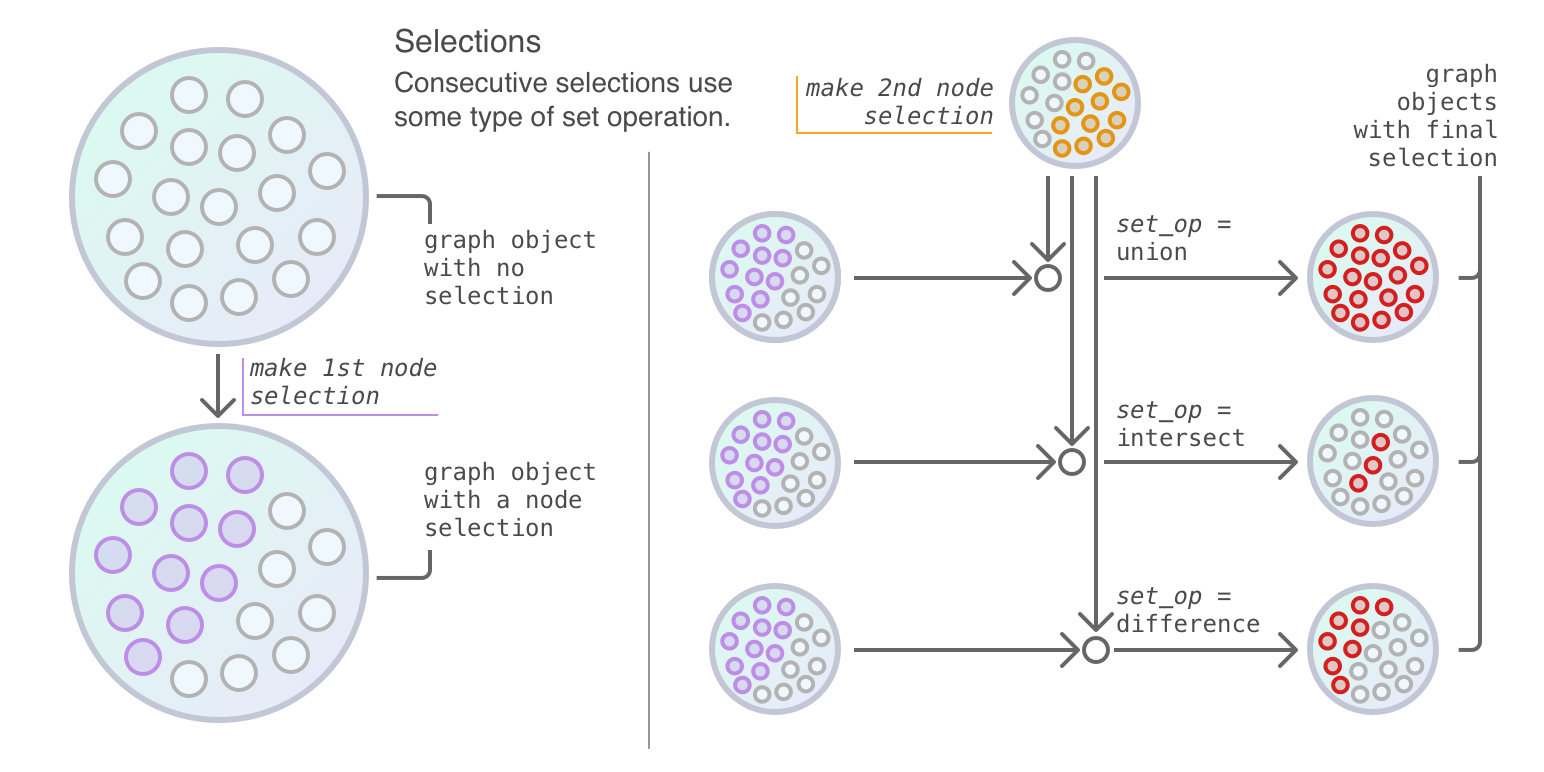 Selections
Consecutive selections use
some type of set operation.
graph object
with no
selection
make 1st node
selection
graph object
with a node
selection
make 2nd node
selection
graph
objects
with final
selection
set_op =
union
set_op =
intersect
set_op =
difference